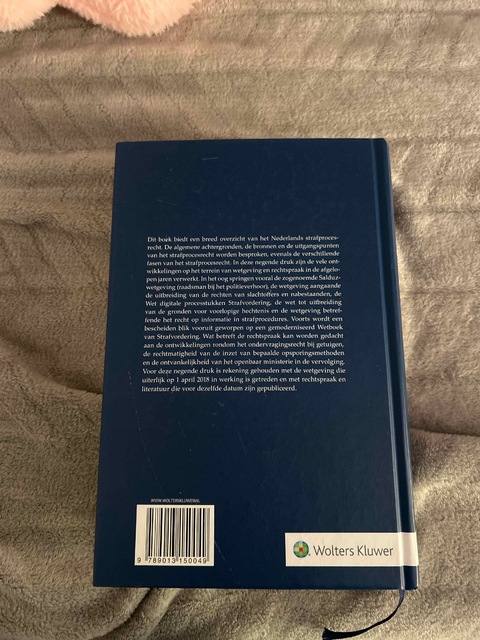 Dit boek biedt een breed overzicht van het Nederlands strafproces-
recht. De algemene achtergronden, de bronnen en de uitgangspunten
van het strafprocesrecht worden besproken, evenals de verschillende
fasen van het strafprocesrecht. In deze negende druk zijn de vele ont-
wikkelingen op het terrein van wetgeving en rechtspraak in de afgelo-
pen jaren verwerkt. In het oog springen vooral de zogenoemde Salduz-
wetgeving (raadsman bij het politieverhoor), de wetgeving aangaande
de uitbreiding van de rechten van slachtoffers en nabestaanden, de
Wet digitale processtukken Strafvordering, de wet tot uitbreiding
van de gronden voor voorlopige hechtenis en de wetgeving betref-
fende het recht op informatie in strafprocedures. Voorts wordt een
bescheiden blik vooruit geworpen op een gemoderniseerd Wetboek
van Strafvordering. Wat betreft de rechtspraak kan worden gedacht
aan de ontwikkelingen rondom het ondervragingsrecht bij getuigen,
de rechtmatigheid van de inzet van bepaalde opsporingsmethoden
en de ontvankelijkheid van het openbaar ministerie in de vervolging.
Voor deze negende druk is rekening gehouden met de wetgeving die
uiterlijk op 1 april 2018 in werking is getreden en met rechtspraak en
literatuur die voor dezelfde datum zijn gepubliceerd.
WWW.WOLTERSKLUWER.NL
9 789013 150049
Wolters Kluwer